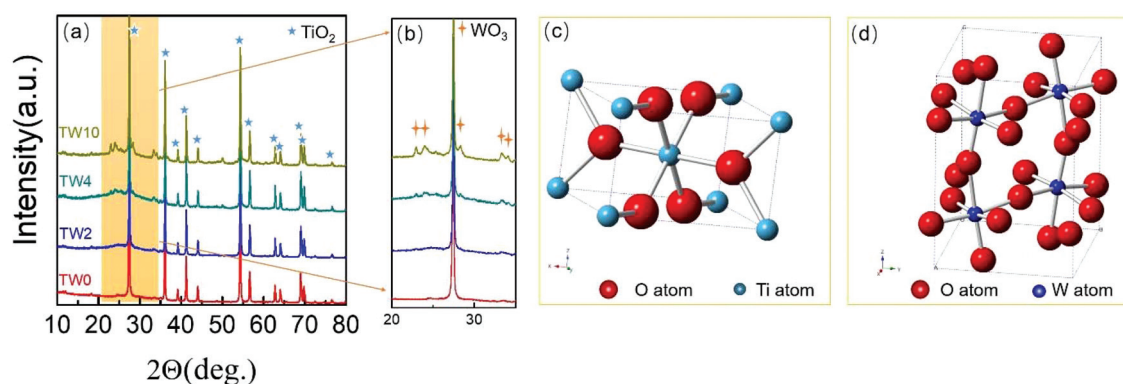 (a)
★TiO2
TW10
TW4
TW2
TW0
Intensity(a.u.)
10 20 30 40 50 60 70 80
2Θ(deg.)
(b)
WO3
20 30
(c)
O atom
Ti atom
(d)
O atom
W atom